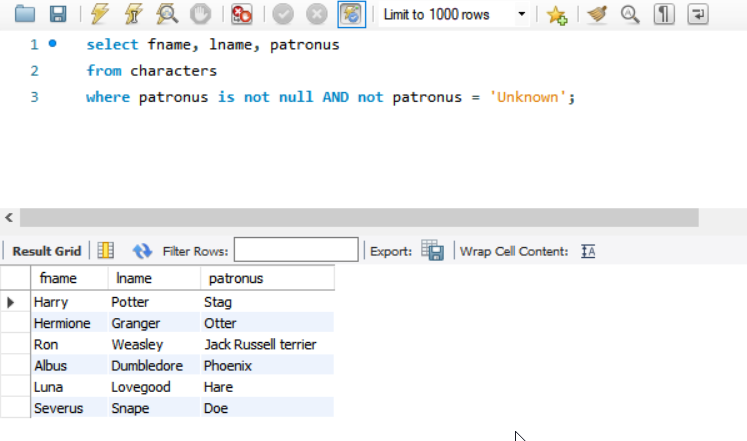 Limit to 1000 rows
1 select fname, lname, patronus
2 from characters
3 where patronus is not null AND not patronus = 'Unknown';
Result Grid Filter Rows: Export: Wrap Cell Content:
fname lname patronus
Harry Potter Stag
Hermione Granger Otter
Ron Weasley Jack Russell terrier
Albus Dumbledore Phoenix
Luna Lovegood Hare
Severus Snape Doe